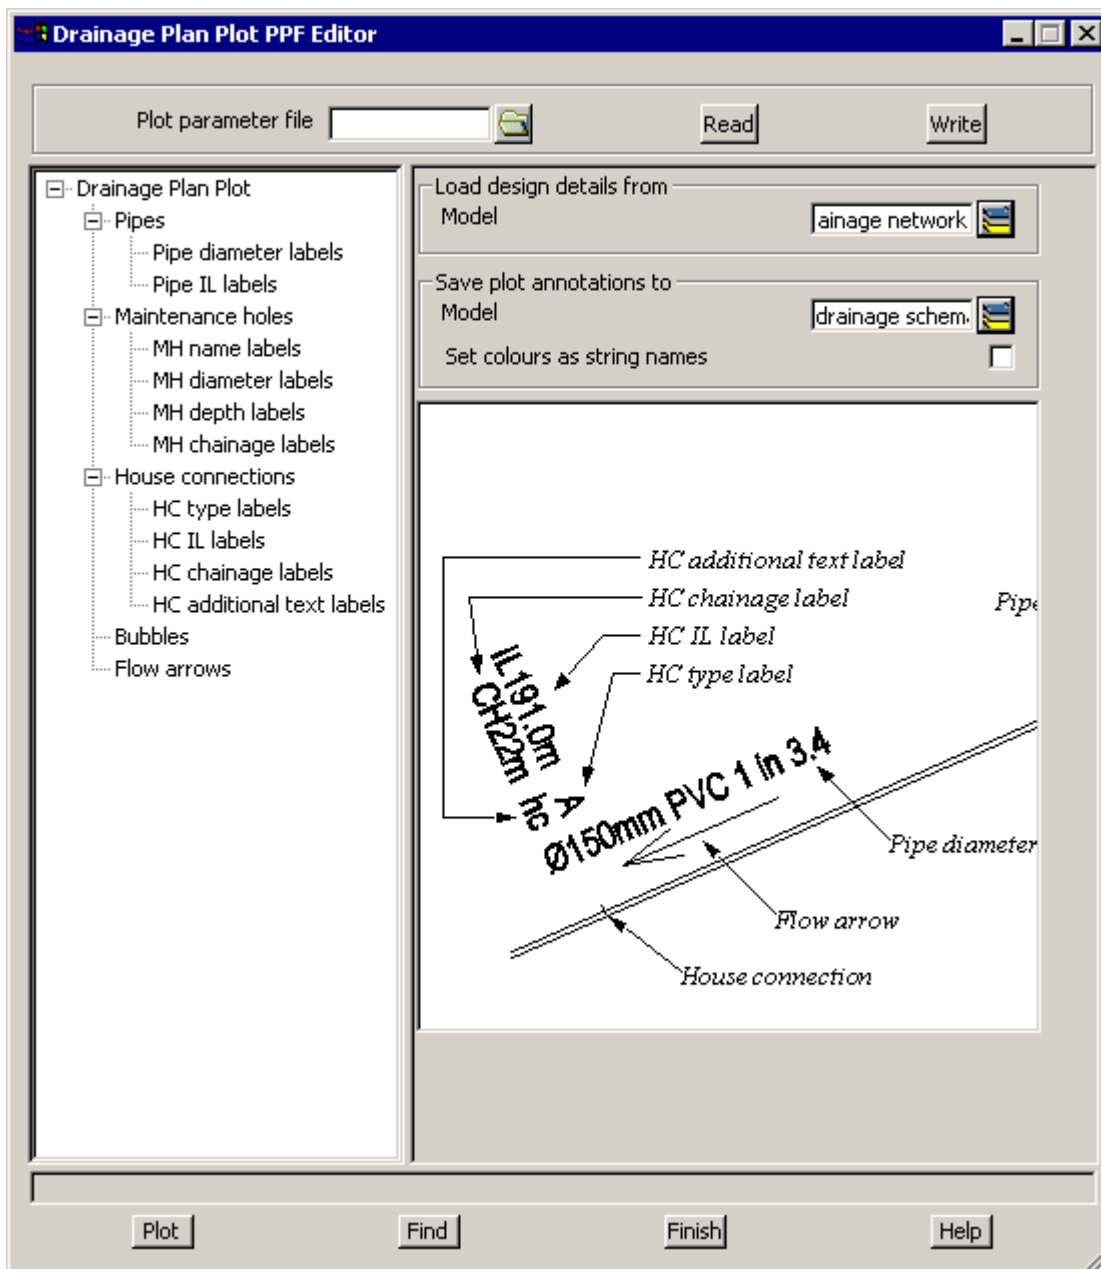 Drainage Plan Plot PPF Editor
Plot parameter file
Read
Write
Drainage Plan Plot
Pipes
Pipe diameter labels
Pipe IL labels
Maintenance holes
MH name labels
MH diameter labels
MH depth labels
MH chainage labels
House connections
HC type labels
HC IL labels
HC chainage labels
HC additional text labels
Bubbles
Flow arrows
Load design details from
Model
ainage network
Save plot annotations to
Model
drainage schem
Set colours as string names
HC additional text label
HC chainage label
Pipe
HC IL label
HC type label
IL191.0m A
CH22m hc
Ø150mm PVC 1 in 3.4
Pipe diameter
Flow arrow
House connection
Plot
Find
Finish
Help